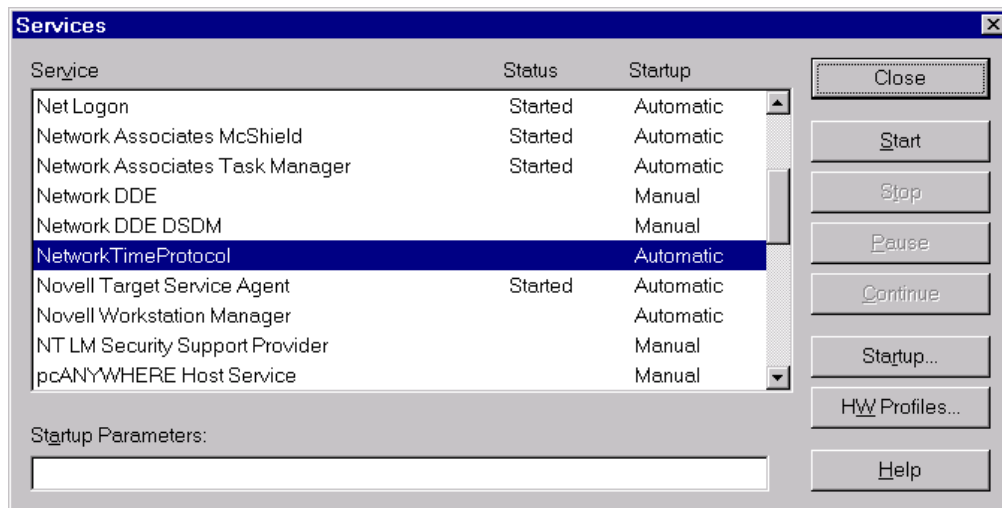 Services
Service Status Startup
Net Logon Started Automatic
Network Associates McShield Started Automatic
Network Associates Task Manager Started Automatic
Network DDE Manual
Network DDE DSDM Manual
NetworkTimeProtocol Automatic
Novell Target Service Agent Started Automatic
Novell Workstation Manager Automatic
NT LM Security Support Provider Manual
pcANYWHERE Host Service Manual
Startup Parameters:
Close
Start
Stop
Pause
Continue
Startup...
HW Profiles...
Help